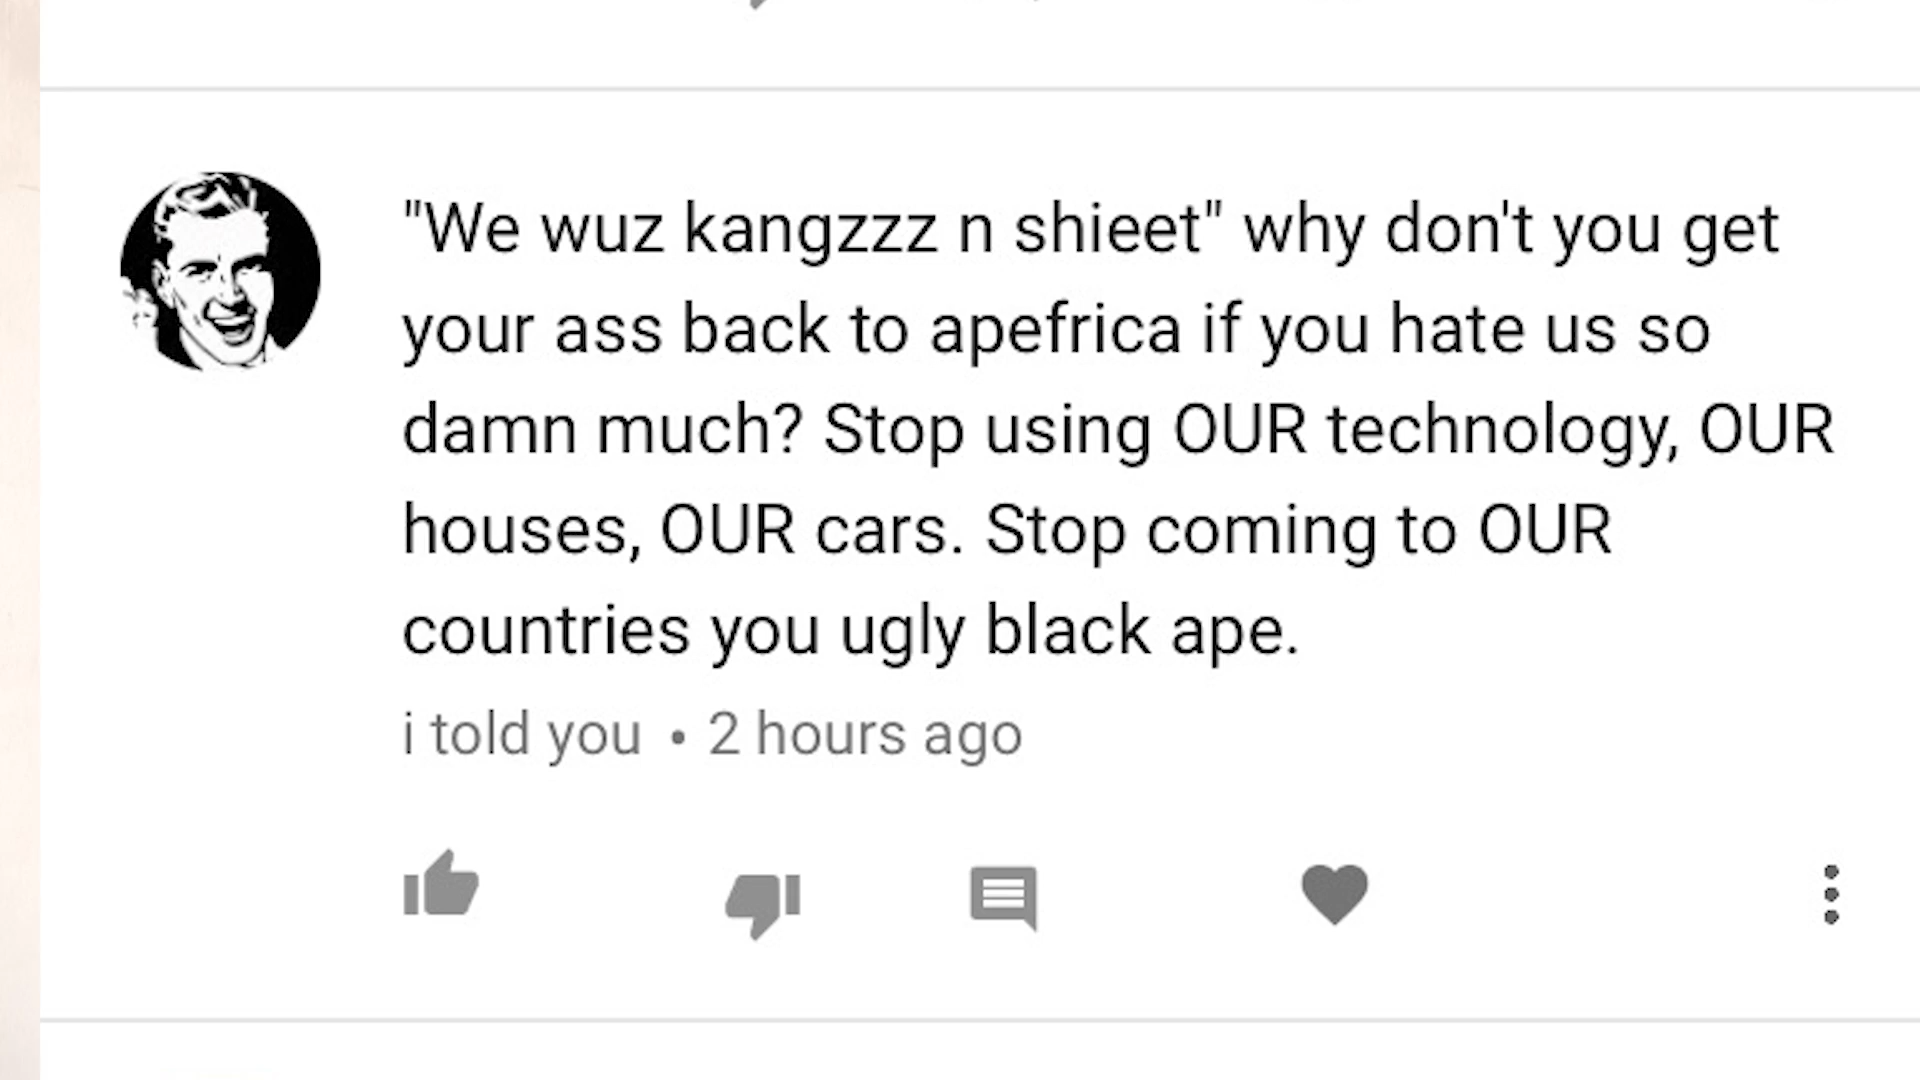 "We wuz kangzzz n shieet" why don't you get
your ass back to apefrica if you hate us so
damn much? Stop using OUR technology, OUR
houses, OUR cars. Stop coming to OUR
countries you ugly black ape.
i told you • 2 hours ago